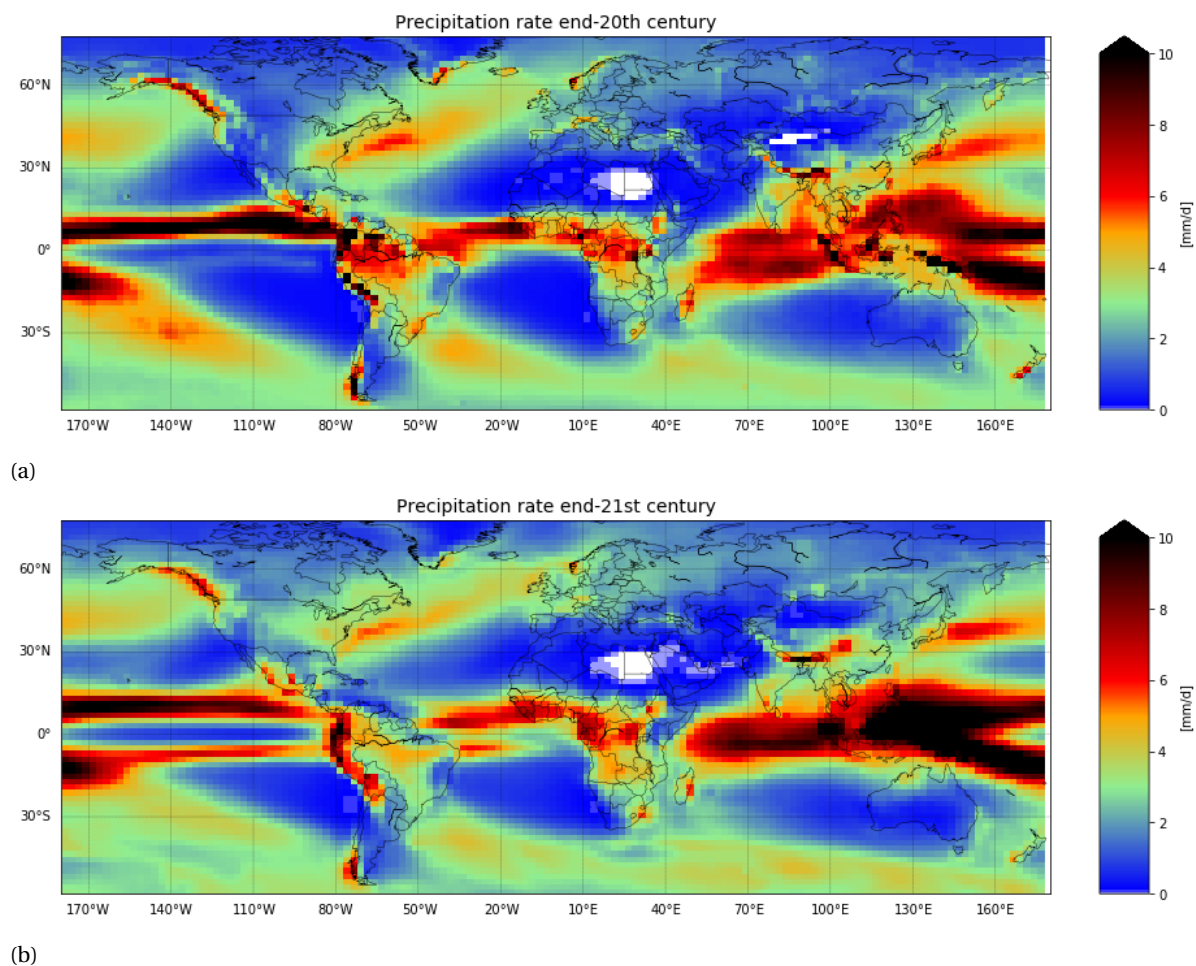 Precipitation rate end-20th century
60°N
30°N
0°
30°S
170°W 140°W 110°W 80°W 50°W 20°W 10°E 40°E 70°E 100°E 130°E 160°E
10
8
6
4
2
0
[mm/d]
(a)
Precipitation rate end-21st century
60°N
30°N
0°
30°S
170°W 140°W 110°W 80°W 50°W 20°W 10°E 40°E 70°E 100°E 130°E 160°E
10
8
6
4
2
0
[mm/d]
(b)